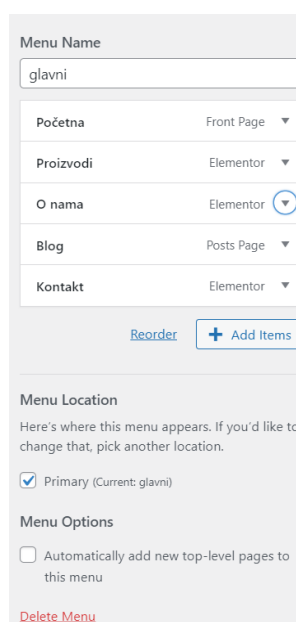 Menu Name
glavni
Početna Front Page
Proizvodi Elementor
O nama Elementor
Blog Posts Page
Kontakt Elementor
Reorder + Add Items
Menu Location
Here's where this menu appears. If you'd like to
change that, pick another location.
Primary (Current: glavni)
Menu Options
Automatically add new top-level pages to
this menu
Delete Menu